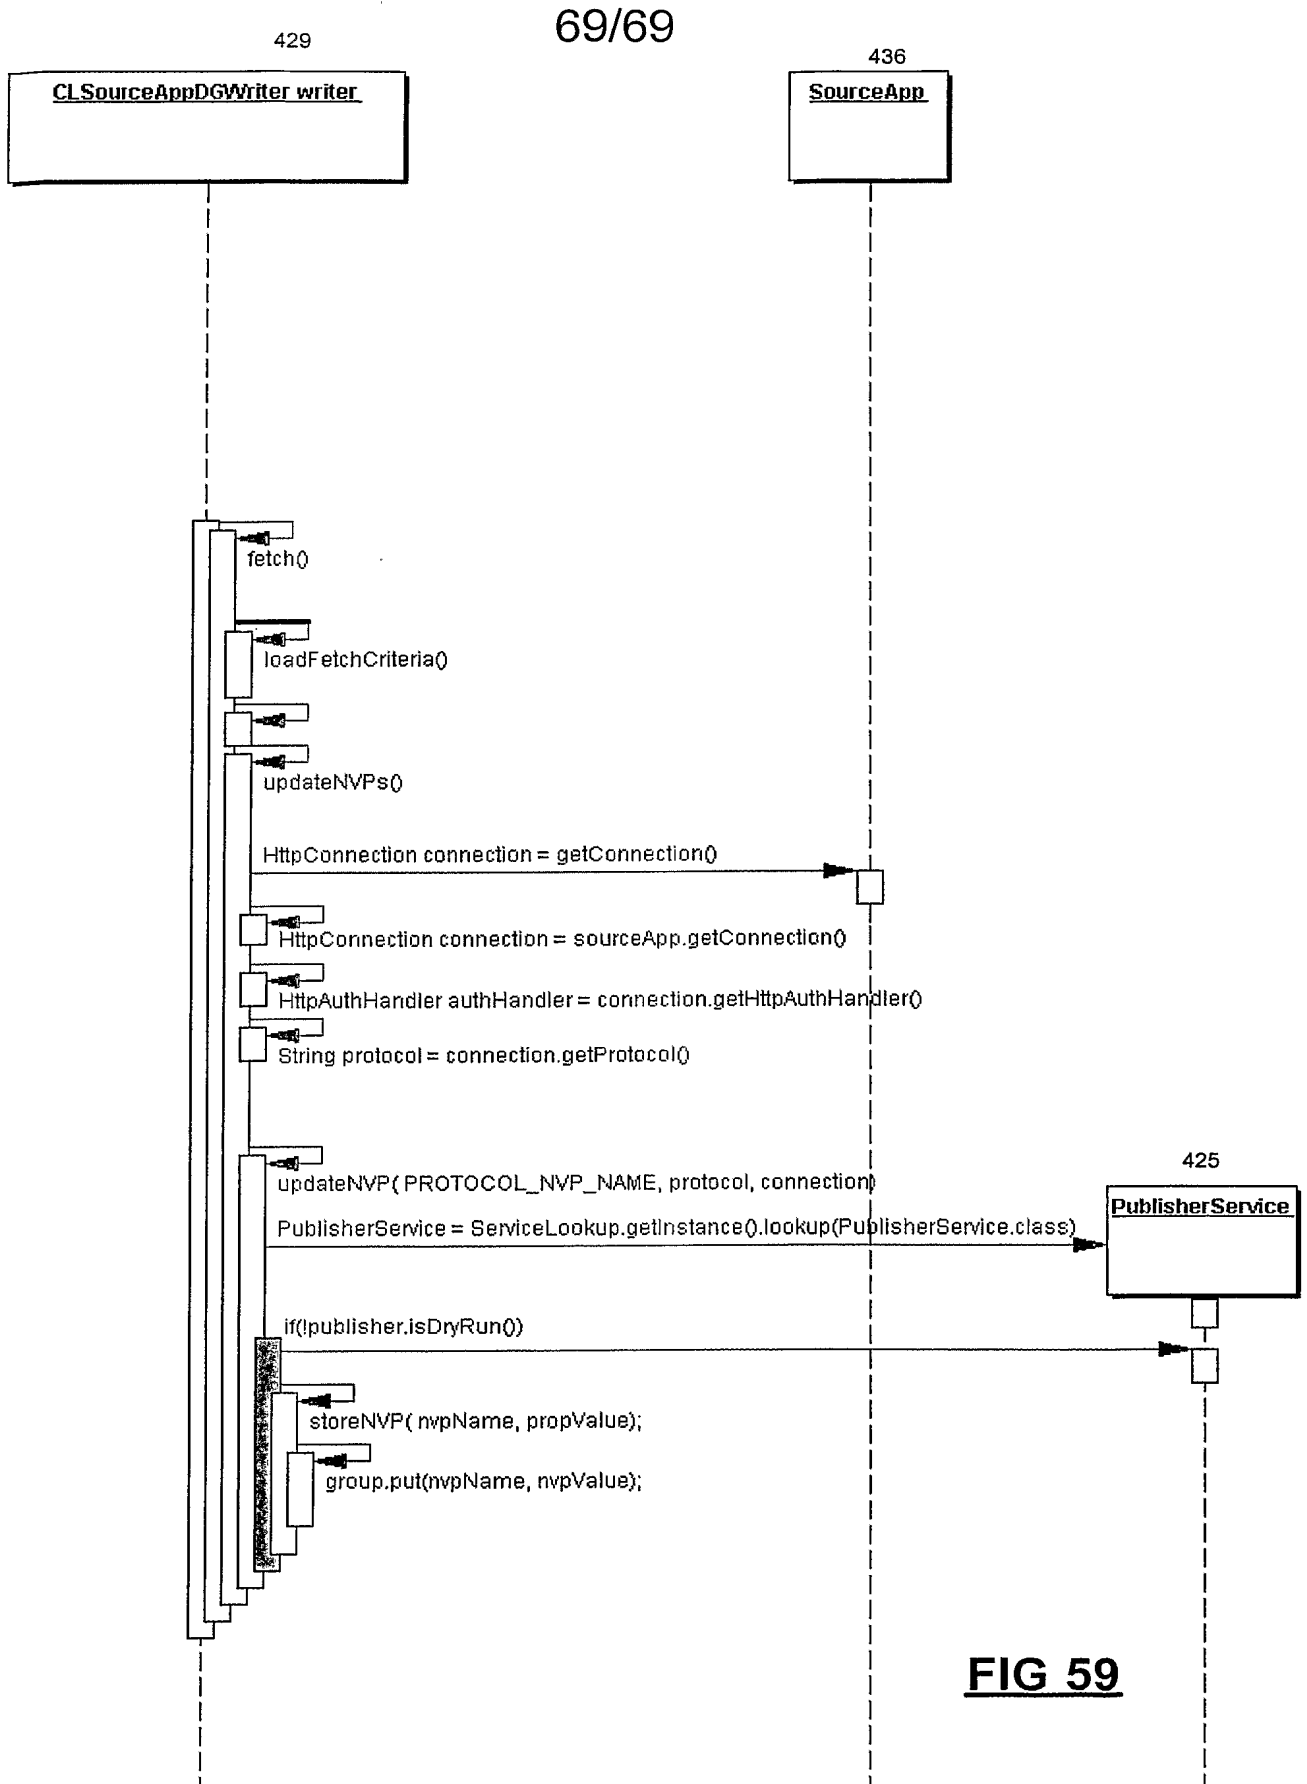 69/69
429
436
CLSourceAppDGWriter writer
SourceApp
fetch()
loadFetchCriteria()
updateNVPs()
HttpConnection connection = getConnection()
HttpConnection connection = sourceApp.getConnection()
HttpAuthHandler authHandler = connection.getHttpAuthHandler()
String protocol = connection.getProtocol()
425
updateNVP( PROTOCOL_NVP_NAME, protocol, connection)
PublisherService
PublisherService = ServiceLookup.getInstance().lookup(PublisherService.class)
if(!publisher.isDryRun())
storeNVP( nvpName, propValue);
group.put(nvpName, nvpValue);
FIG 59